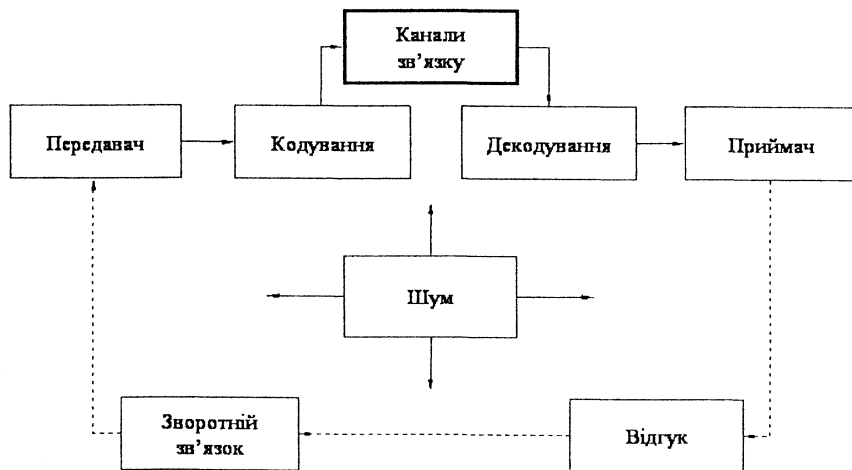 Канали
зв’язку
Передавач
Кодування
Декодування
Приймач
Шум
Зворотній
зв’язок
Відгук